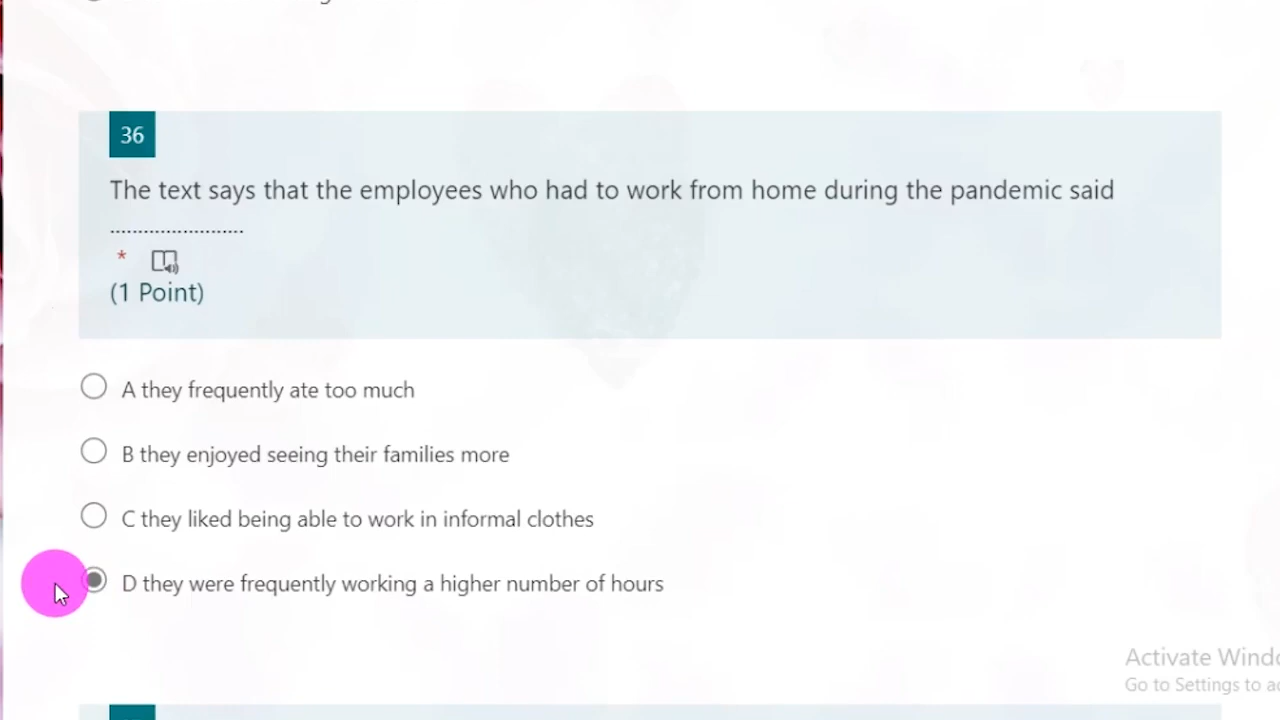 36
The text says that the employees who had to work from home during the pandemic said
........................
*
(1 Point)
A they frequently ate too much
B they enjoyed seeing their families more
C they liked being able to work in informal clothes
D they were frequently working a higher number of hours
Activate
Go to Settings to